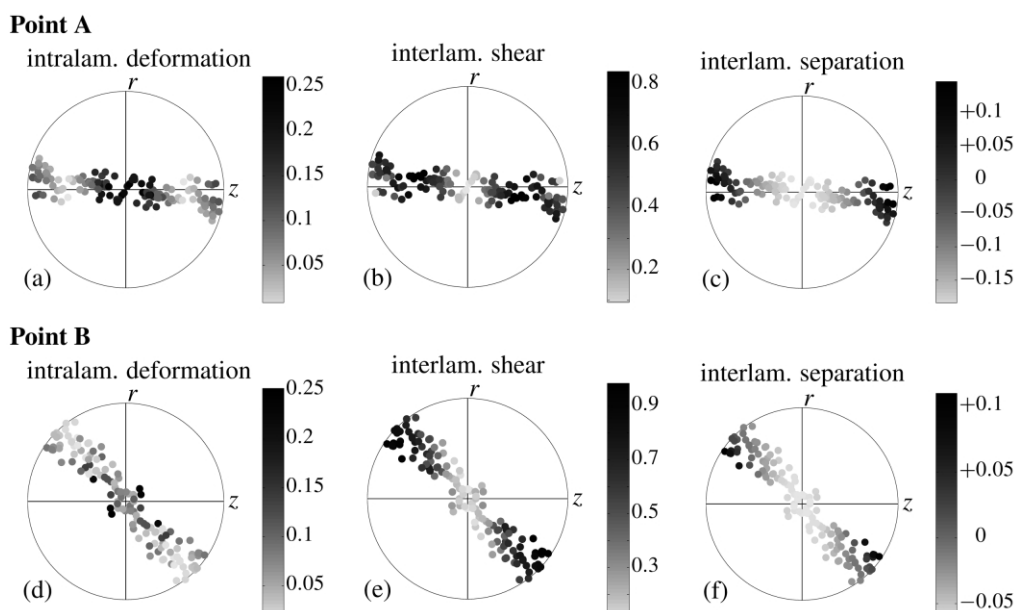 Point A
intralam. deformation
interlam. shear
interlam. separation
r
r
r
z
z
z
0.25
0.2
0.15
0.1
0.05
0.8
0.6
0.4
0.2
+0.1
+0.05
0
−0.05
−0.1
−0.15
(a)
(b)
(c)
Point B
intralam. deformation
interlam. shear
interlam. separation
r
r
r
z
z
z
0.25
0.2
0.15
0.1
0.05
0.9
0.7
0.5
0.3
+0.1
+0.05
0
−0.05
(d)
(e)
(f)